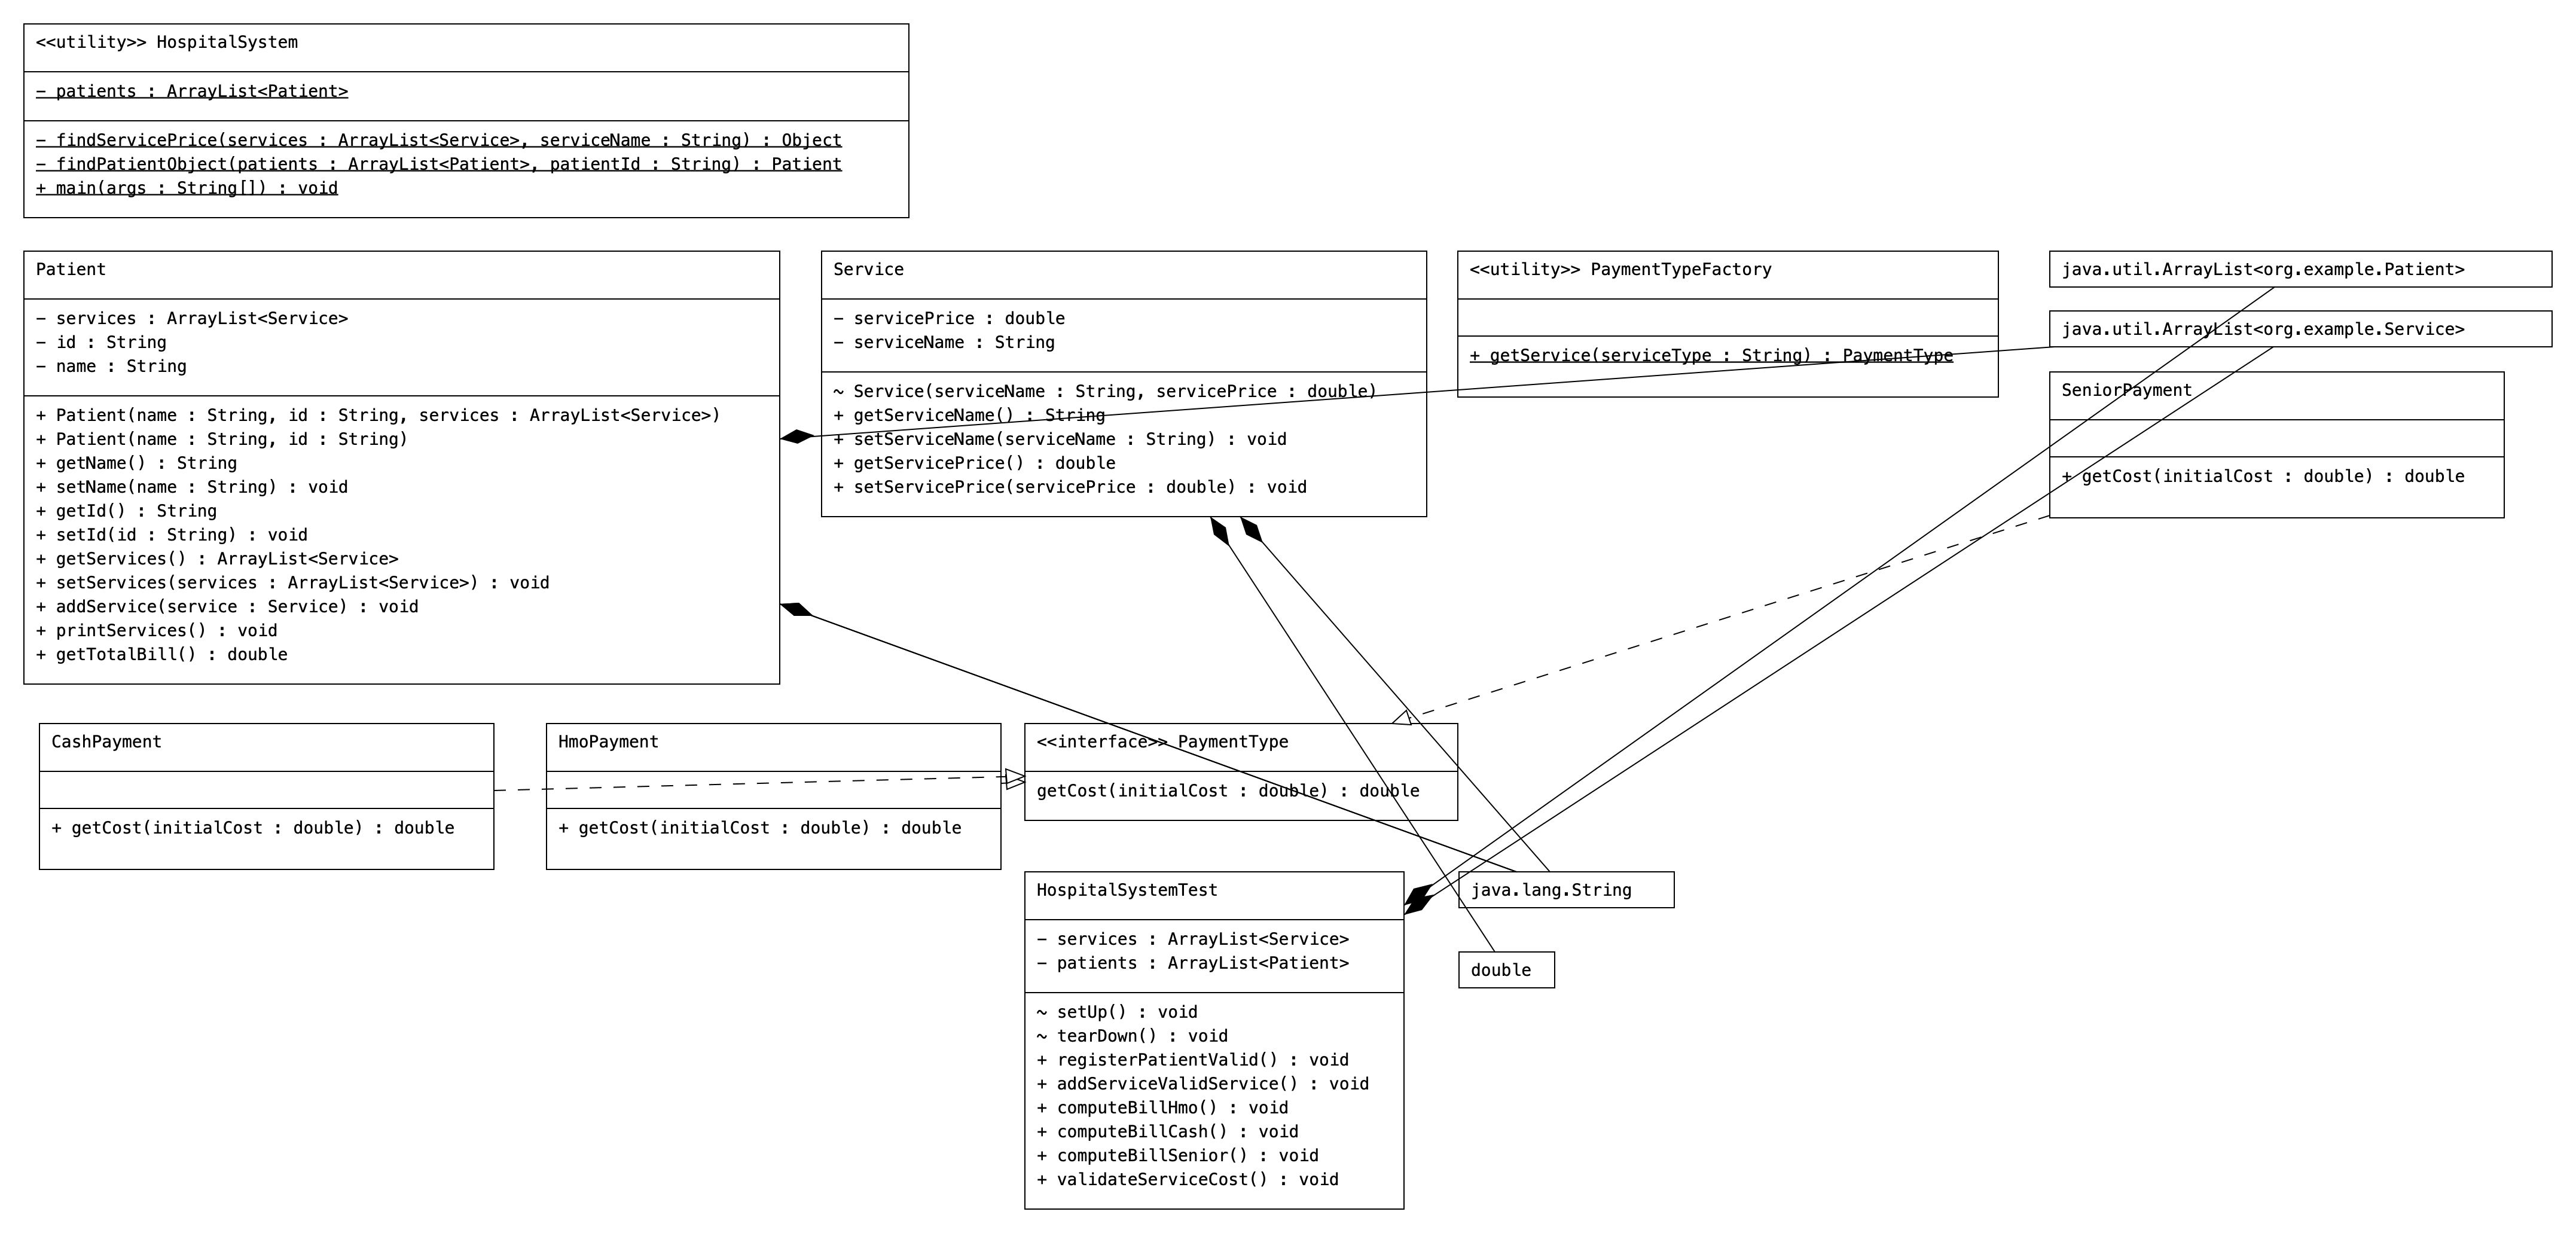 <<utility>> HospitalSystem
− patients : ArrayList<Patient>
− findServicePrice(services : ArrayList<Service>, serviceName : String) : Object
− findPatientObject(patients : ArrayList<Patient>, patientId : String) : Patient
+ main(args : String[]) : void
Patient
− services : ArrayList<Service>
− id : String
− name : String
+ Patient(name : String, id : String, services : ArrayList<Service>)
+ Patient(name : String, id : String)
+ getName() : String
+ setName(name : String) : void
+ getId() : String
+ setId(id : String) : void
+ getServices() : ArrayList<Service>
+ setServices(services : ArrayList<Service>) : void
+ addService(service : Service) : void
+ printServices() : void
+ getTotalBill() : double
Service
− servicePrice : double
− serviceName : String
~ Service(serviceName : String, servicePrice : double)
+ getServiceName() : String
+ setServiceName(serviceName : String) : void
+ getServicePrice() : double
+ setServicePrice(servicePrice : double) : void
<<utility>> PaymentTypeFactory
+ getService(serviceType : String) : PaymentType
java.util.ArrayList<org.example.Patient>
java.util.ArrayList<org.example.Service>
SeniorPayment
+ getCost(initialCost : double) : double
CashPayment
+ getCost(initialCost : double) : double
HmoPayment
+ getCost(initialCost : double) : double
<<interface>> PaymentType
getCost(initialCost : double) : double
HospitalSystemTest
− services : ArrayList<Service>
− patients : ArrayList<Patient>
~ setUp() : void
~ tearDown() : void
+ registerPatientValid() : void
+ addServiceValidService() : void
+ computeBillHmo() : void
+ computeBillCash() : void
+ computeBillSenior() : void
+ validateServiceCost() : void
java.lang.String
double